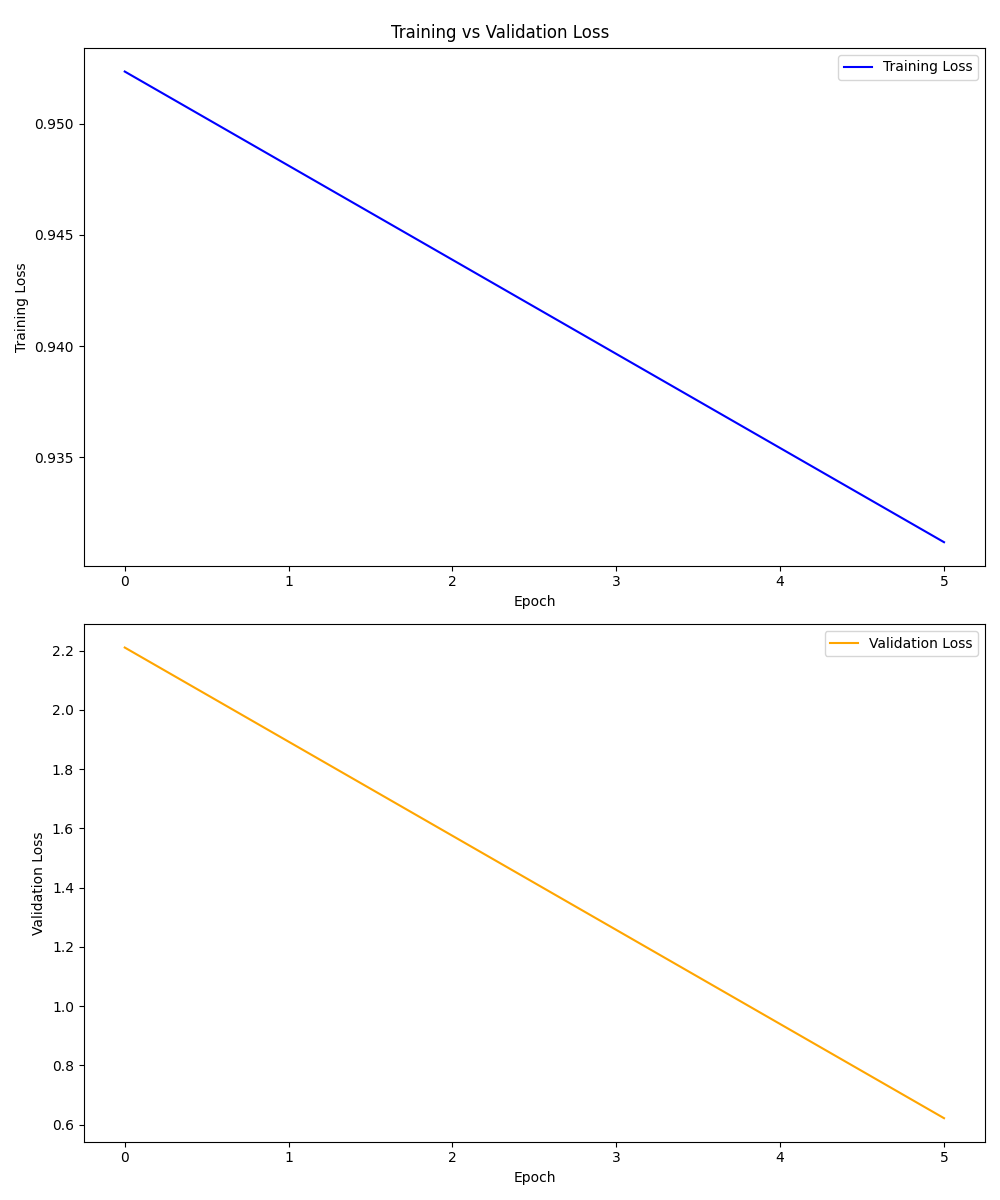 Training vs Validation Loss
Training Loss
0.950
0.945
0.940
0.935
Training Loss
0 1 2 3 4 5
Epoch
Validation Loss
2.2
2.0
1.8
1.6
1.4
1.2
1.0
0.8
0.6
Validation Loss
0 1 2 3 4 5
Epoch